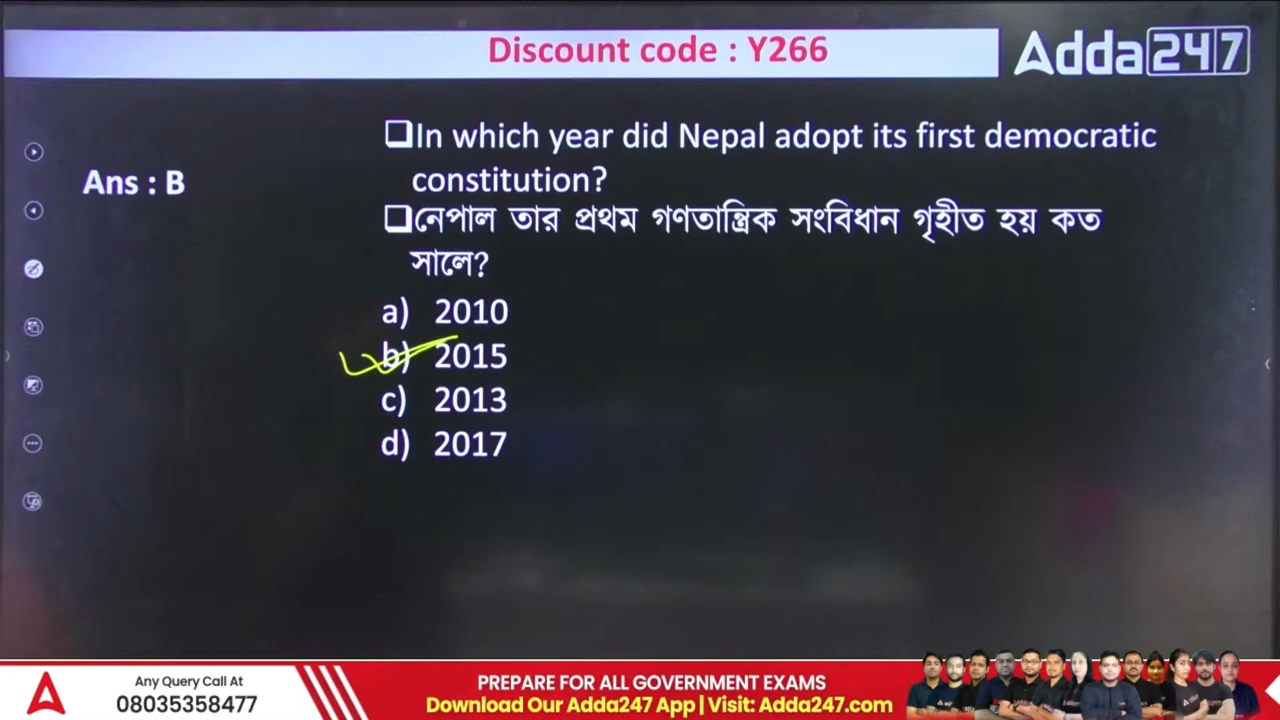 Discount code : Y266
Adda247
❑In which year did Nepal adopt its first democratic
constitution?
Ans : B
❑নেপাল তার প্রথম গণতান্ত্রিক সংবিধান গৃহীত হয় কত
সালে?
a) 2010
b) 2015
c) 2013
d) 2017
Any Query Call At
08035358477
PREPARE FOR ALL GOVERNMENT EXAMS
Download Our Adda247 App | Visit: Adda247.com